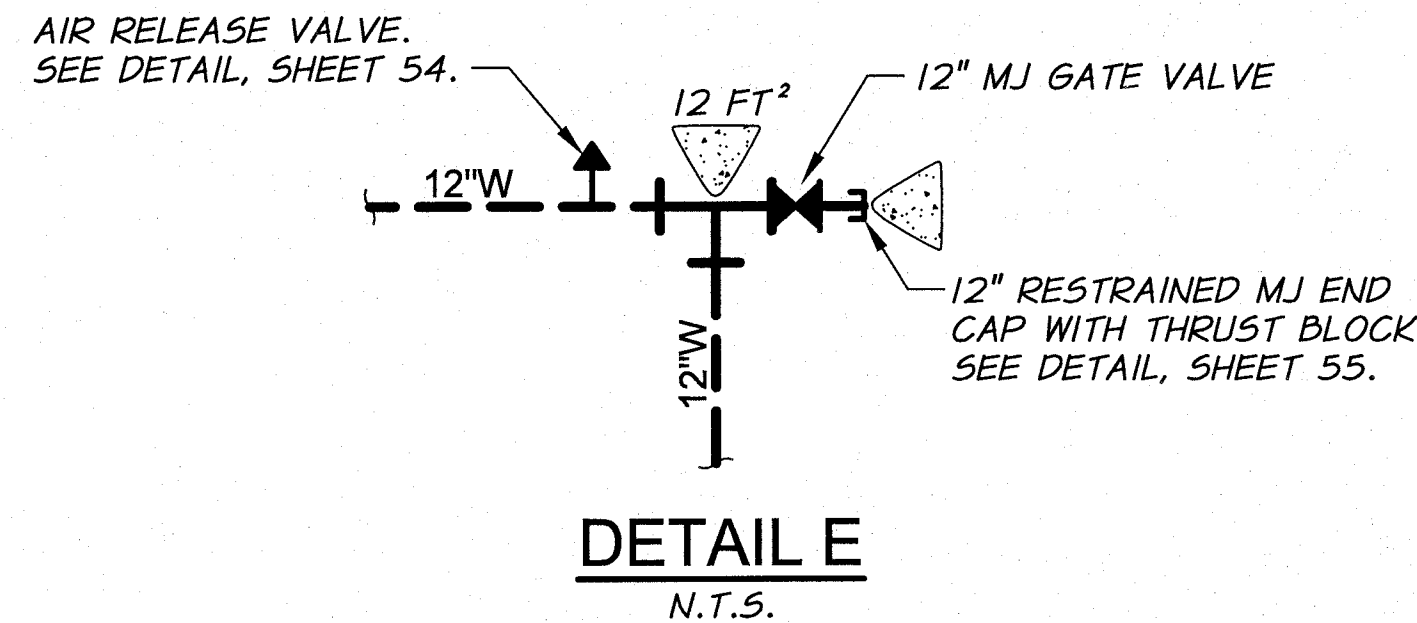 AIR RELEASE VALVE.
SEE DETAIL, SHEET 54.
12 FT²
12" MJ GATE VALVE
12"W
12" RESTRAINED MJ END
CAP WITH THRUST BLOCK
SEE DETAIL, SHEET 55.
12"W
DETAIL E
N.T.S.